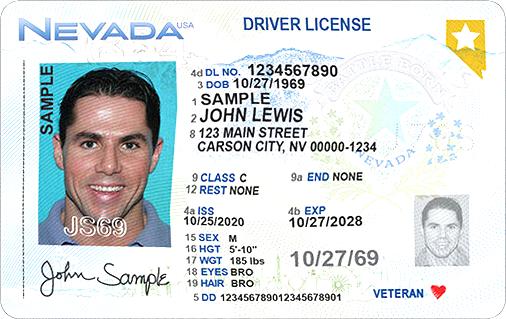 NEVADA USA DRIVER LICENSE
SAMPLE
4d DL NO. 1234567890
3 DOB 10/27/1969
1 SAMPLE
2 JOHN LEWIS
8 123 MAIN STREET
CARSON CITY, NV 00000-1234
9 CLASS C 9a END NONE
12 REST NONE
4a ISS 4b EXP
10/25/2020 10/27/2028
15 SEX M
16 HGT 5'-10"
17 WGT 185 lbs
18 EYES BRO
19 HAIR BRO
5 DD 123456789012345678901
10/27/69
JS69
John Sample
VETERAN
NEVADA